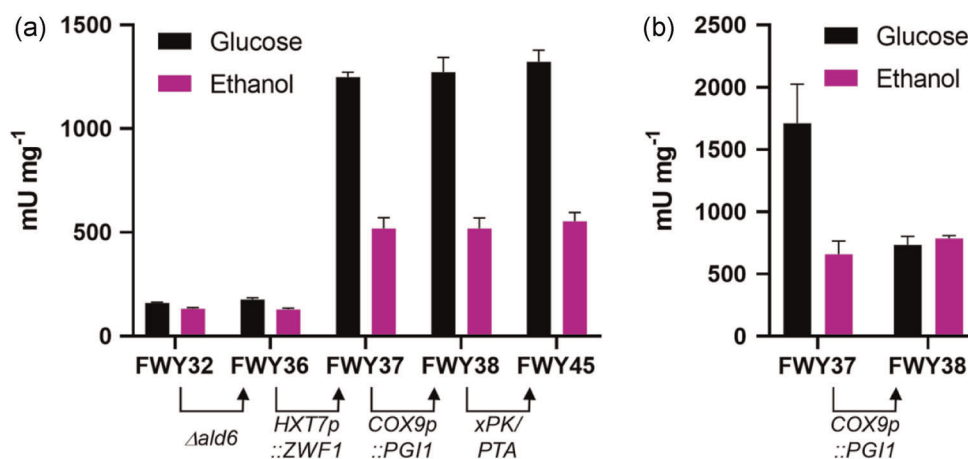 (a)
mU mg⁻¹
1500
1000
500
0
Glucose
Ethanol
FWY32 FWY36 FWY37 FWY38 FWY45
Δald6
HXT7p ::ZWF1
COX9p ::PGI1
xPK/ PTA
(b)
mU mg⁻¹
2500
2000
1500
1000
500
0
Glucose
Ethanol
FWY37 FWY38
COX9p
::PGI1